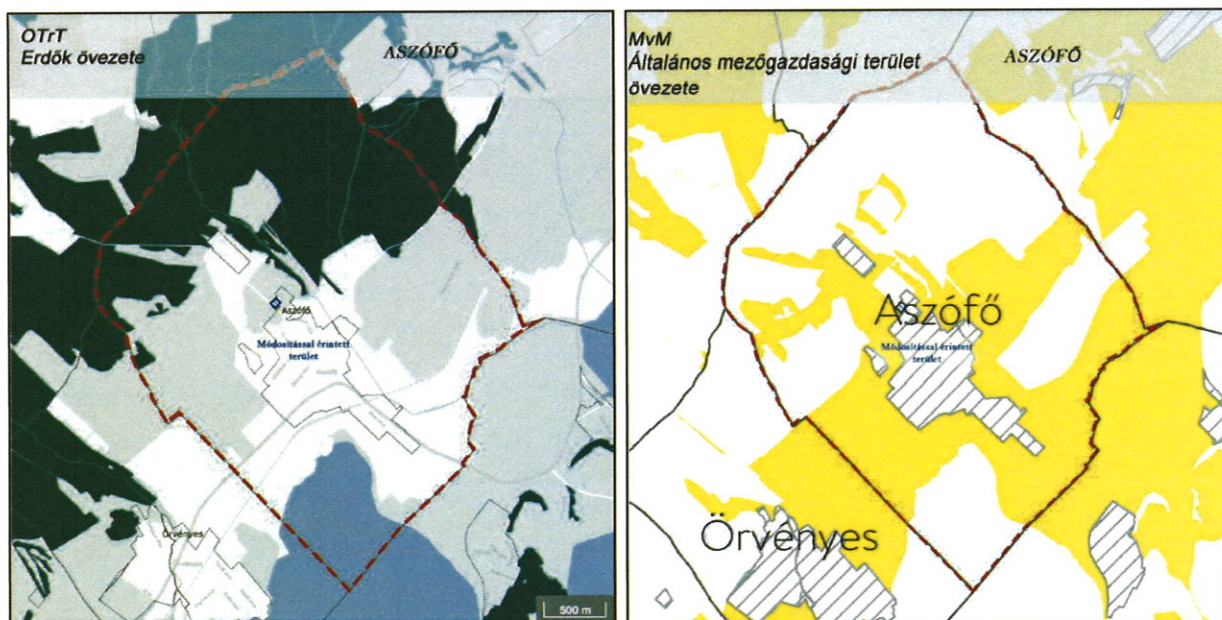 OTrT
Erdők övezete
ASZÓFŐ
Aszófő
Módosítással érintett
terület
Örvényes
500 m
MvM
Általános mezőgazdasági terület
övezete
ASZÓFŐ
Aszófő
Módosítással érintett
terület
Örvényes